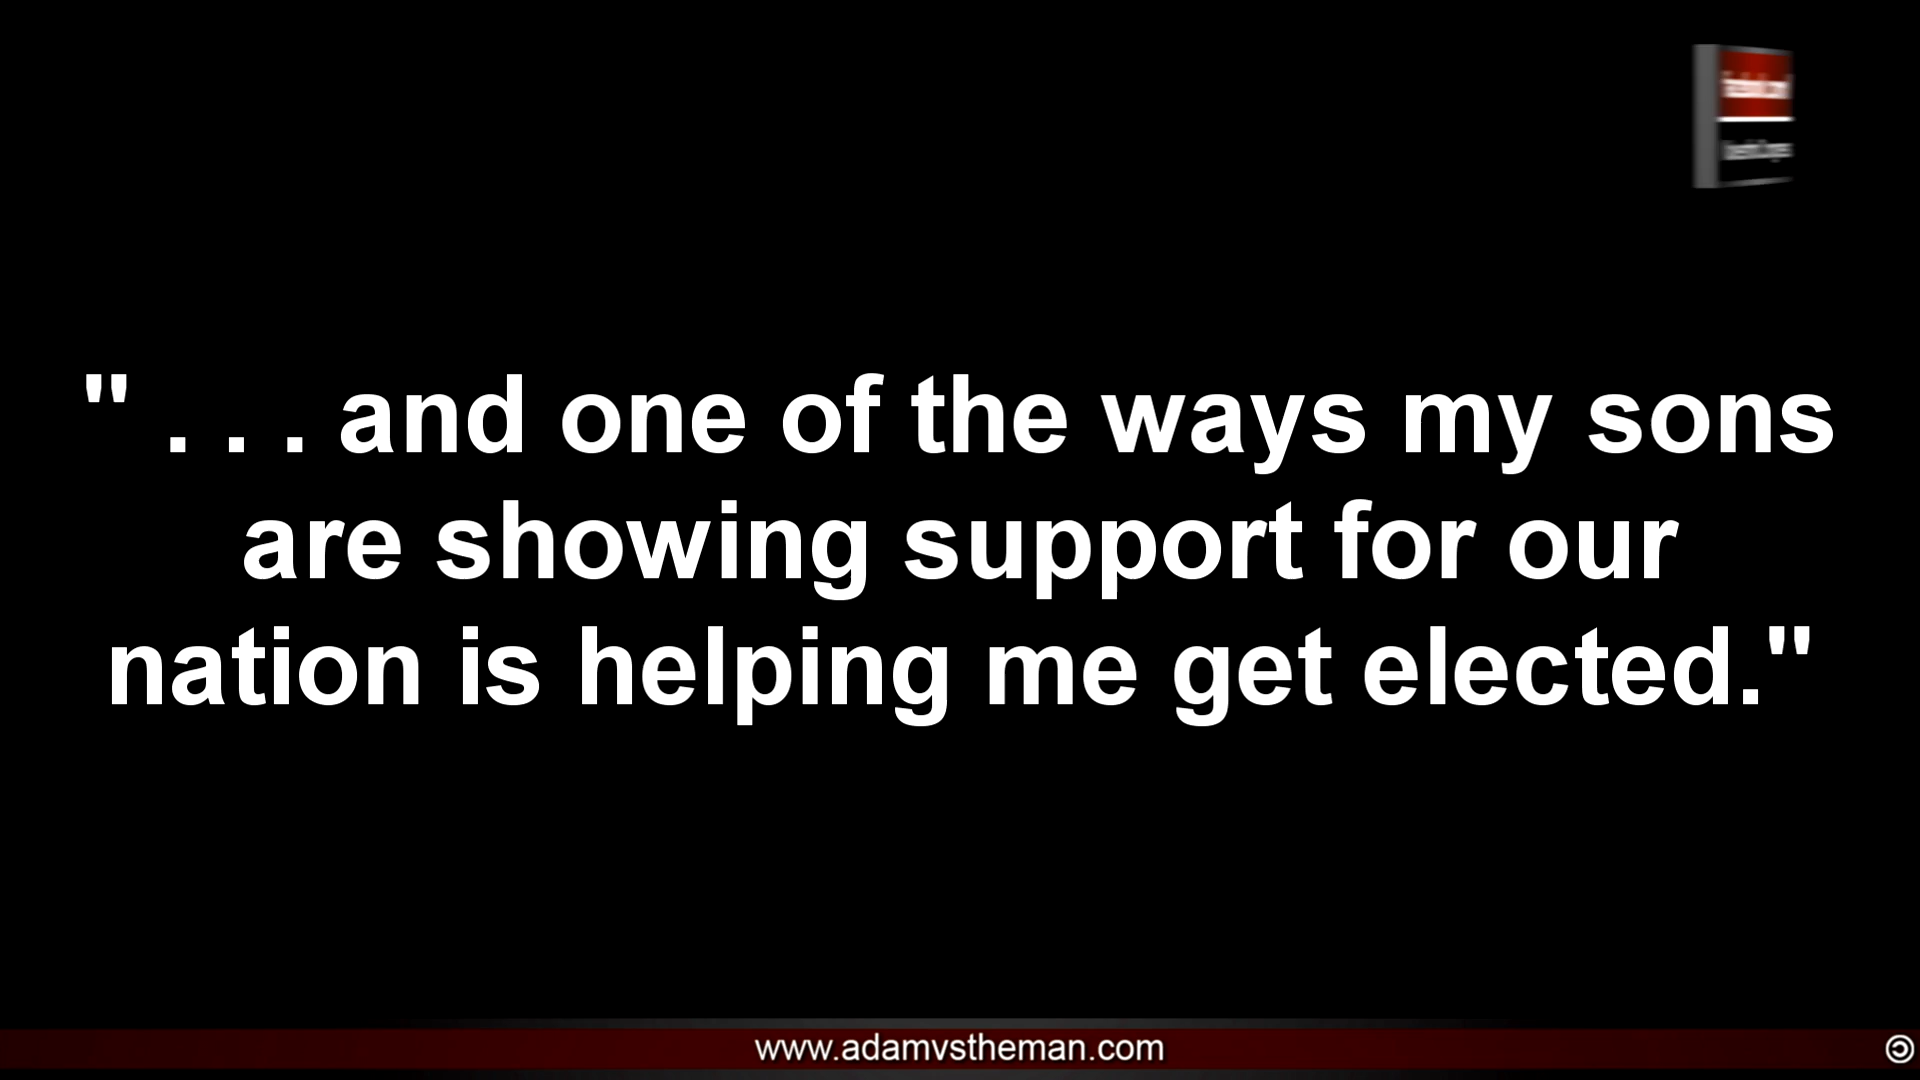 " . . . and one of the ways my sons
are showing support for our
nation is helping me get elected."
www.adamvstheman.com